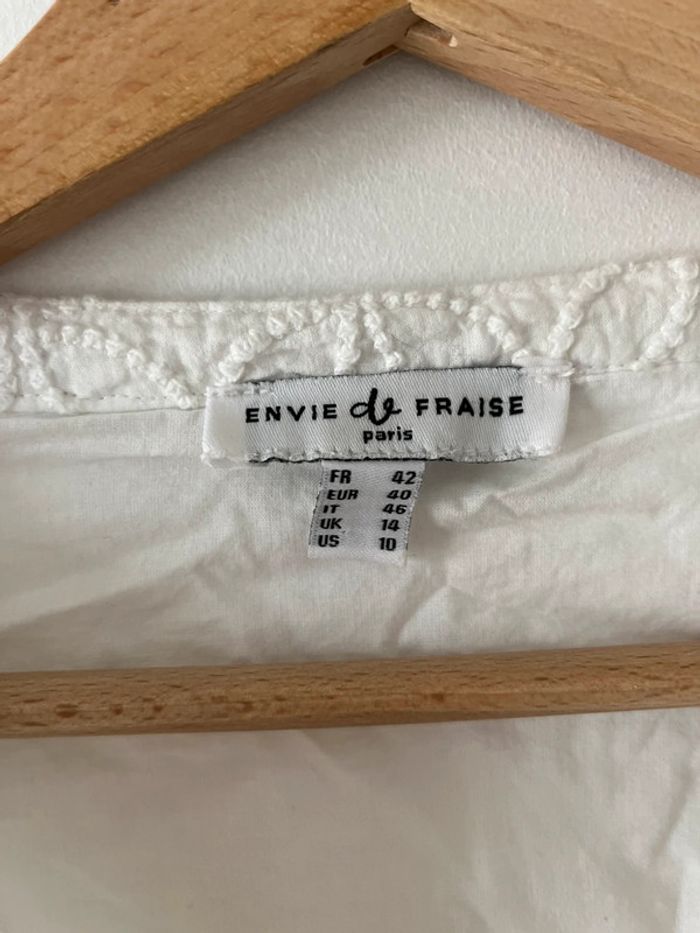 ENVIE de FRAISE
paris
FR 42
EUR 40
IT 46
UK 14
US 10